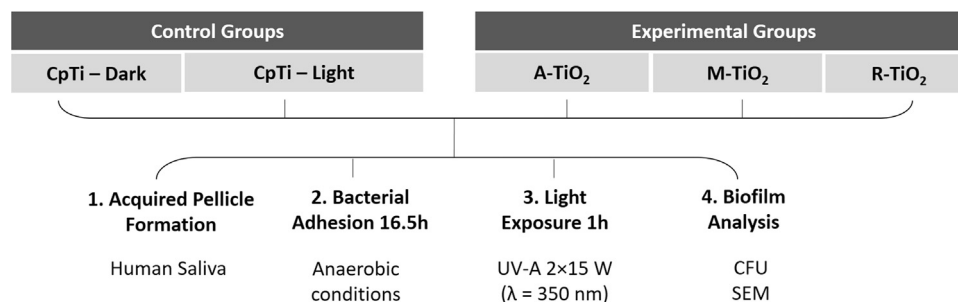 Control Groups
Experimental Groups
CpTi – Dark
CpTi – Light
A-TiO₂
M-TiO₂
R-TiO₂
1. Acquired Pellicle
Formation
Human Saliva
2. Bacterial
Adhesion 16.5h
Anaerobic
conditions
3. Light
Exposure 1h
UV-A 2×15 W
(λ = 350 nm)
4. Biofilm
Analysis
CFU
SEM